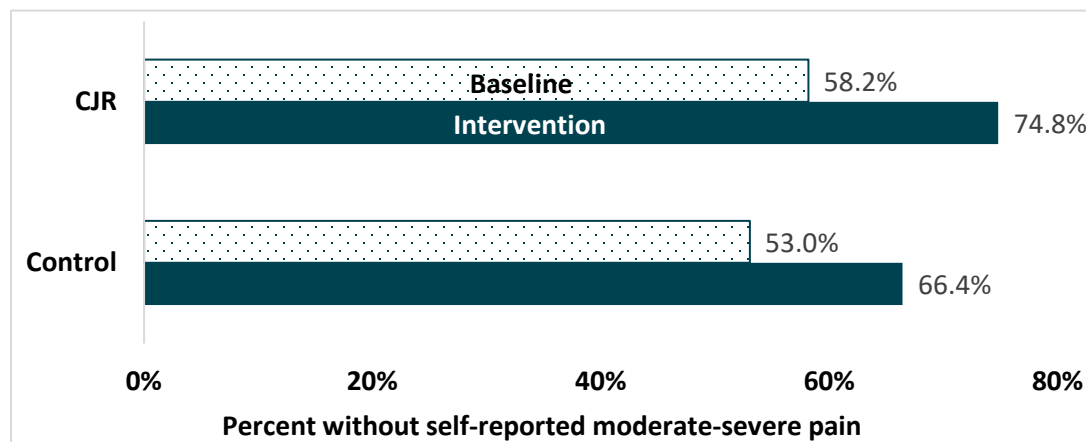 CJR
Baseline
58.2%
Intervention
74.8%
Control
53.0%
66.4%
0% 20% 40% 60% 80%
Percent without self-reported moderate-severe pain